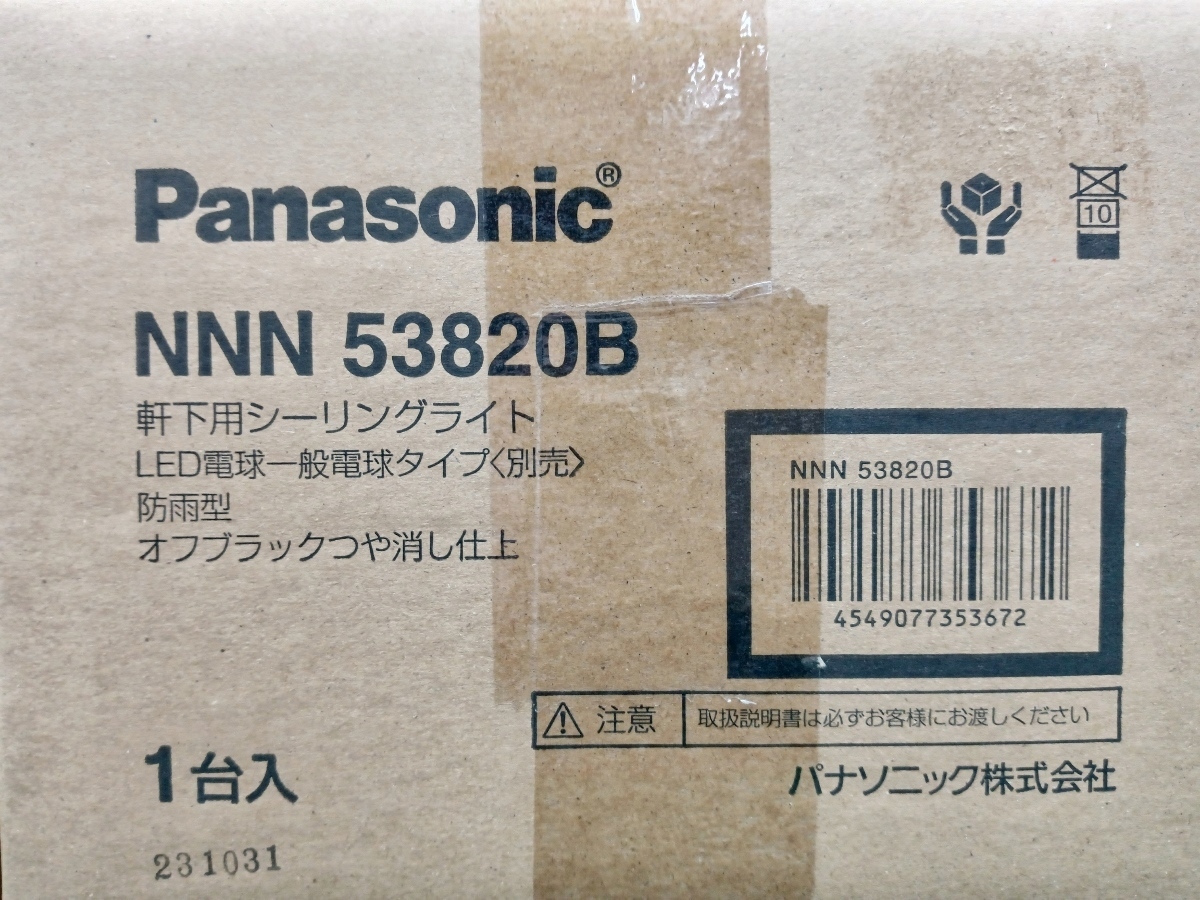 Panasonic®
10
NNN 53820B
軒下用シーリングライト
LED電球一般電球タイプ〈別売〉
防雨型
オフブラックつや消し仕上
NNN 53820B
4549077353672
注意 取扱説明書は必ずお客様にお渡しください
1台入
パナソニック株式会社
231031